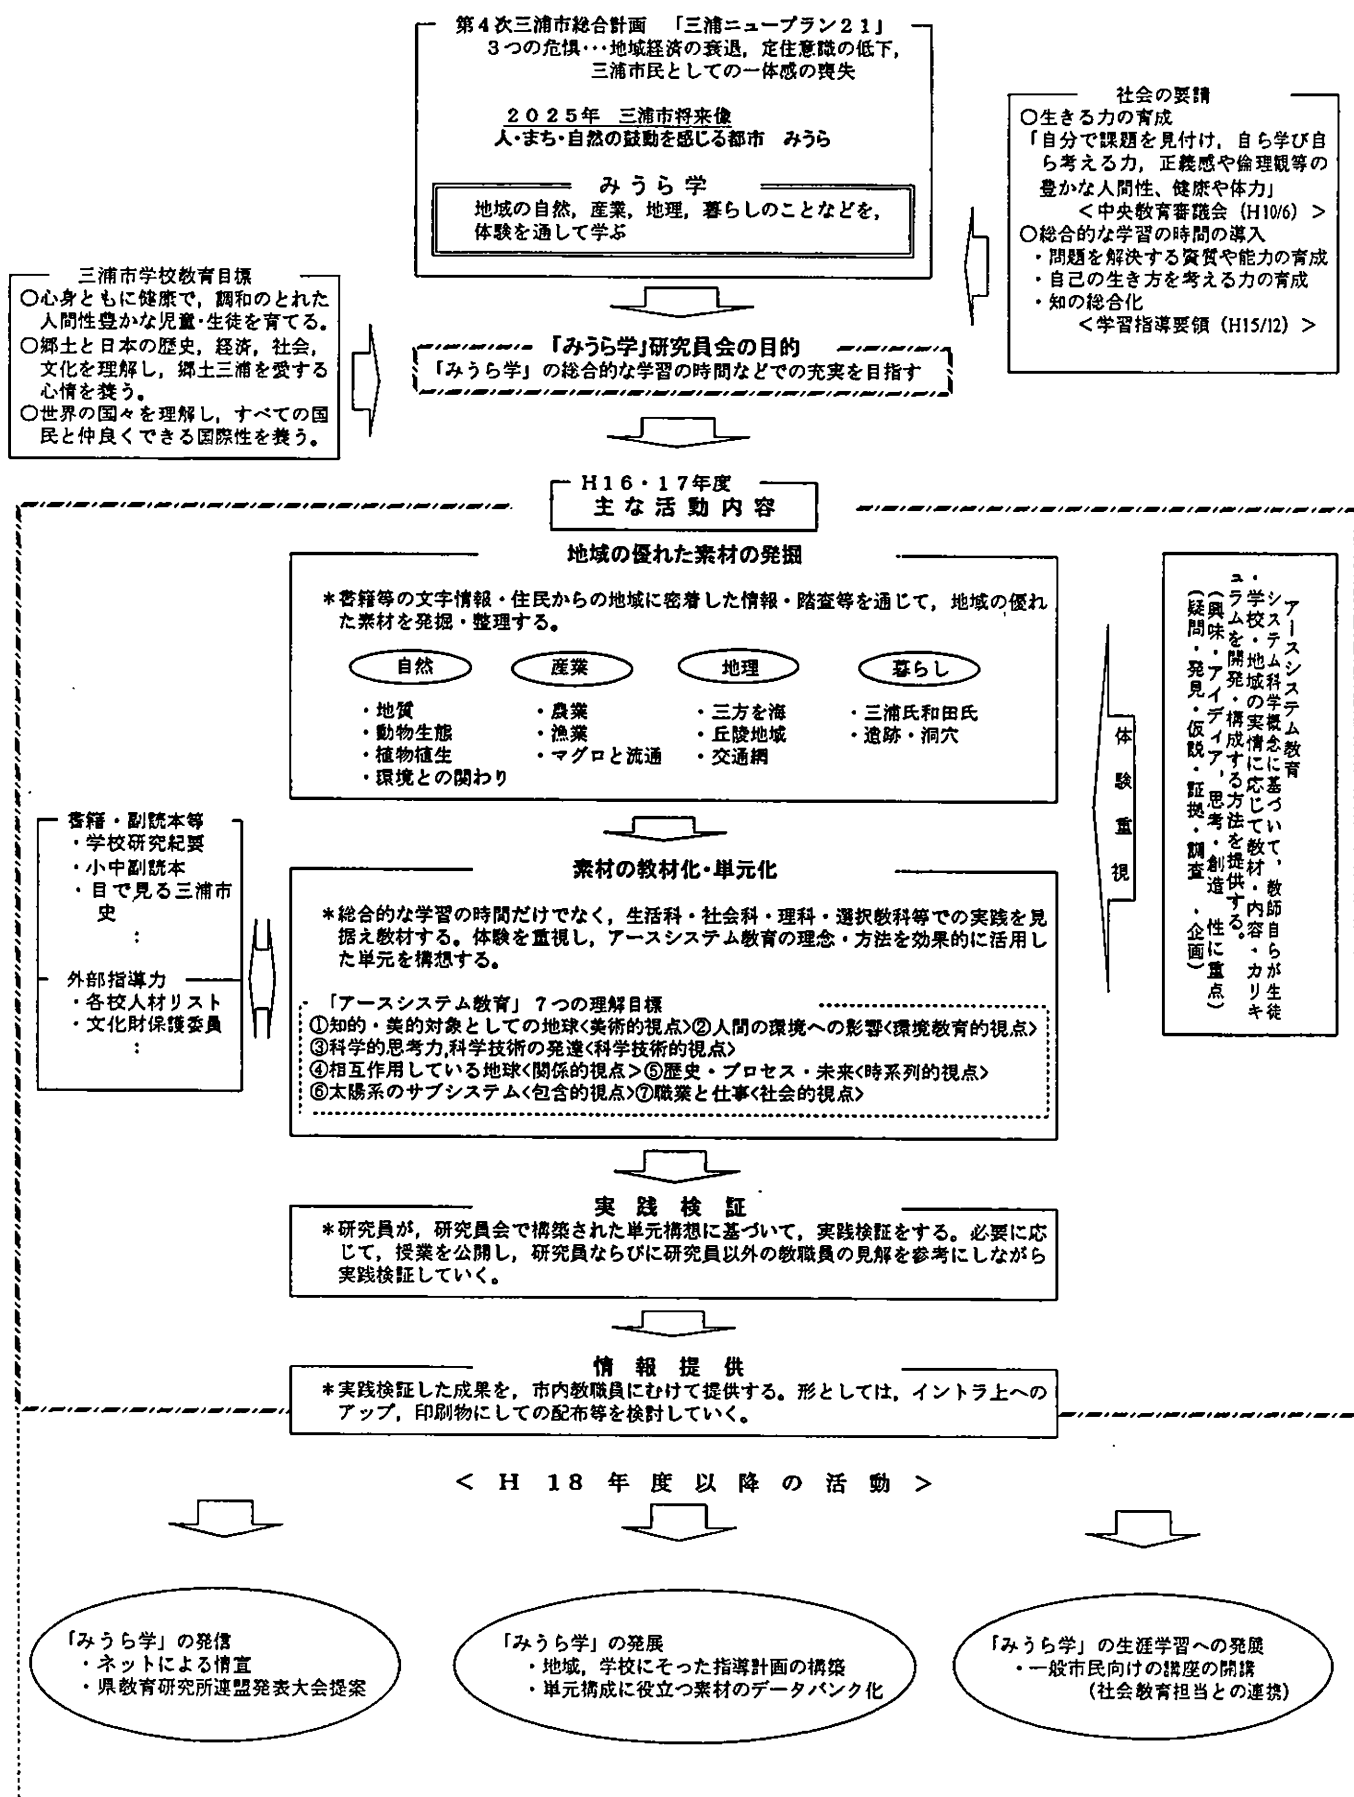 第４次三浦市総合計画　「三浦ニュープラン２１」
３つの危惧…地域経済の衰退，定住意識の低下，
三浦市民としての一体感の喪失
２０２５年　三浦市将来像
人・まち・自然の鼓動を感じる都市　みうら
みうら学
地域の自然，産業，地理，暮らしのことなどを，
体験を通して学ぶ
社会の要請
○生きる力の育成
「自分で課題を見付け，自ら学び自
ら考える力，正義感や倫理観等の
豊かな人間性、健康や体力」
＜中央教育審議会（H10/6）＞
○総合的な学習の時間の導入
・問題を解決する資質や能力の育成
・自己の生き方を考える力の育成
・知の総合化
＜学習指導要領（H15/12）＞
三浦市学校教育目標
○心身ともに健康で，調和のとれた
人間性豊かな児童・生徒を育てる。
○郷土と日本の歴史，経済，社会，
文化を理解し，郷土三浦を愛する
心情を養う。
○世界の国々を理解し，すべての国
民と仲良くできる国際性を養う。
「みうら学」研究員会の目的
「みうら学」の総合的な学習の時間などでの充実を目指す
Ｈ１６・１７年度
主な活動内容
地域の優れた素材の発掘
＊書籍等の文字情報・住民からの地域に密着した情報・踏査等を通じて，地域の優れ
た素材を発掘・整理する。
自然
・地質
・動物生態
・植物植生
・環境との関わり
産業
・農業
・漁業
・マグロと流通
地理
・三方を海
・丘陵地域
・交通網
暮らし
・三浦氏和田氏
・遺跡・洞穴
体験重視
アースシステム教育
システム科学概念に基づいて，教師自らが生徒
・学校・地域の実情に応じて教材・内容・カリキ
ュラムを開発・構成する方法を提供する。
（興味・アイディア，思考・創造　性に重点）
（疑問・発見・仮説・証拠・調査　・企画）
書籍・副読本等
・学校研究紀要
・小中副読本
・目で見る三浦市
史
：
外部指導力
・各校人材リスト
・文化財保護委員
：
素材の教材化・単元化
＊総合的な学習の時間だけでなく，生活科・社会科・理科・選択教科等での実践を見
据え教材する。体験を重視し，アースシステム教育の理念・方法を効果的に活用し
た単元を構想する。
「アースシステム教育」７つの理解目標
①知的・美的対象としての地球<美術的視点>②人間の環境への影響<環境教育的視点>
③科学的思考力,科学技術の発達<科学技術的視点>
④相互作用している地球<関係的視点>⑤歴史・プロセス・未来<時系列的視点>
⑥太陽系のサブシステム<包含的視点>⑦職業と仕事<社会的視点>
実践検証
＊研究員が，研究員会で構築された単元構想に基づいて，実践検証をする。必要に応
じて，授業を公開し，研究員ならびに研究員以外の教職員の見解を参考にしながら
実践検証していく。
情報提供
＊実践検証した成果を，市内教職員にむけて提供する。形としては，イントラ上への
アップ，印刷物にしての配布等を検討していく。
＜Ｈ18年度以降の活動＞
「みうら学」の発信
・ネットによる情宣
・県教育研究所連盟発表大会提案
「みうら学」の発展
・地域，学校にそった指導計画の構築
・単元構成に役立つ素材のデータバンク化
「みうら学」の生涯学習への発展
・一般市民向けの講座の開講
（社会教育担当との連携）